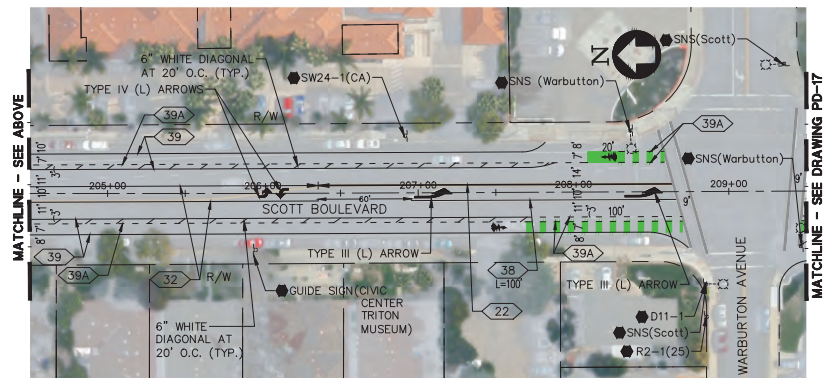 SNS(Scott)
6" WHITE DIAGONAL
AT 20' O.C. (TYP.)
TYPE IV (L) ARROWS
SW24-1(CA)
SNS (Warbutton)
N
R/W
39A
39
39A
20'
SNS(Warbutton)
MATCHLINE - SEE ABOVE
MATCHLINE - SEE DRAWING PD-17
205+00
206+00
207+00
208+00
209+00
60'
9'
9'
SCOTT BOULEVARD
100'
39
39A
32
R/W
TYPE III (L) ARROW
38
L=100'
39A
TYPE III (L) ARROW
22
GUIDE SIGN(CIVIC
CENTER
TRITON
MUSEUM)
6" WHITE
DIAGONAL AT
20' O.C. (TYP.)
D11-1
SNS(Scott)
R2-1(25)
WARBURTON AVENUE